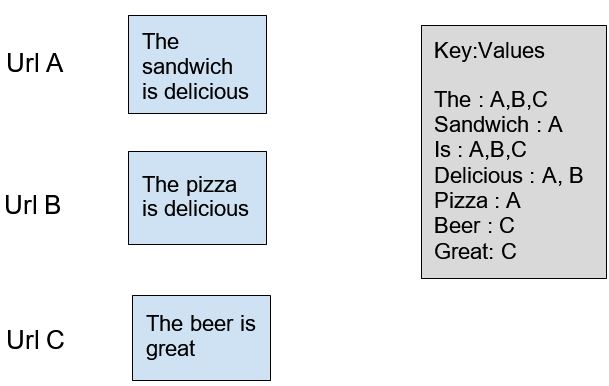 Url A
The
sandwich
is delicious
Url B
The pizza
is delicious
Url C
The beer is
great
Key:Values
The : A,B,C
Sandwich : A
Is : A,B,C
Delicious : A, B
Pizza : A
Beer : C
Great: C